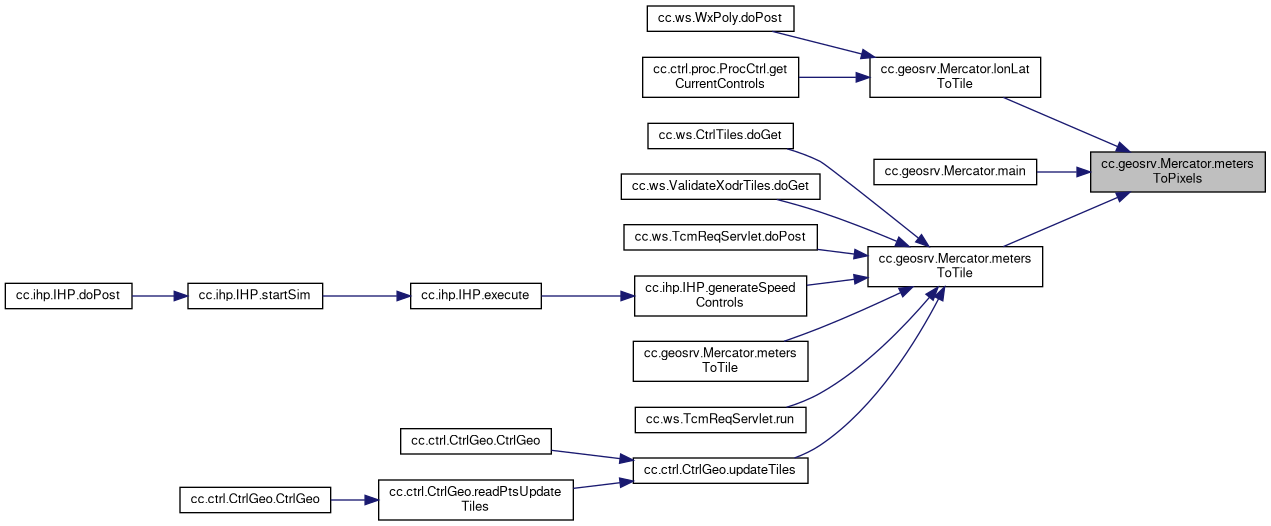 cc.ws.WxPoly.doPost
cc.ctrl.proc.ProcCtrl.get
CurrentControls
cc.geosrv.Mercator.lonLat
ToTile
cc.ws.CtrlTiles.doGet
cc.geosrv.Mercator.main
cc.geosrv.Mercator.meters
ToPixels
cc.ws.ValidateXodrTiles.doGet
cc.ws.TcmReqServlet.doPost
cc.geosrv.Mercator.meters
ToTile
cc.ihp.IHP.doPost
cc.ihp.IHP.startSim
cc.ihp.IHP.execute
cc.ihp.IHP.generateSpeed
Controls
cc.geosrv.Mercator.meters
ToTile
cc.ws.TcmReqServlet.run
cc.ctrl.CtrlGeo.CtrlGeo
cc.ctrl.CtrlGeo.updateTiles
cc.ctrl.CtrlGeo.CtrlGeo
cc.ctrl.CtrlGeo.readPtsUpdate
Tiles